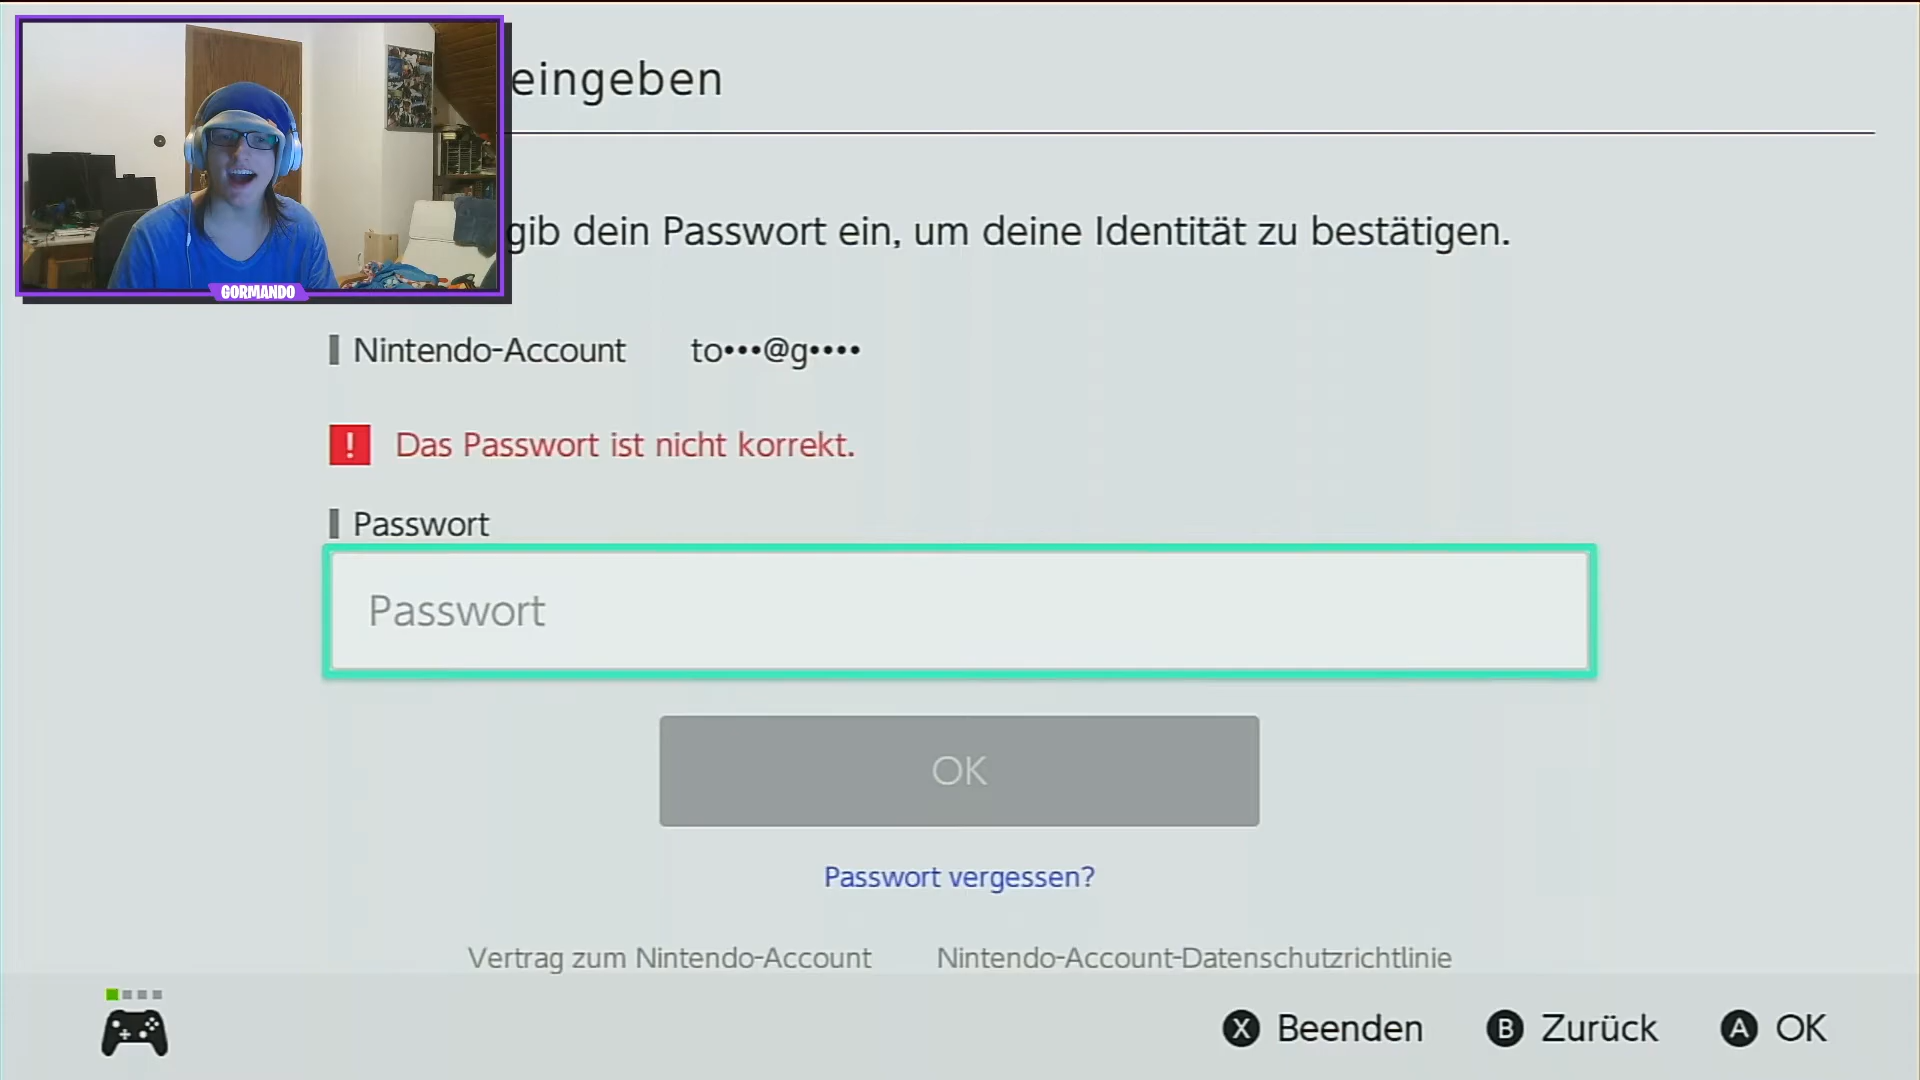 eingeben
gib dein Passwort ein, um deine Identität zu bestätigen.
GORMANDO
Nintendo-Account to•••@g••••
! Das Passwort ist nicht korrekt.
Passwort
Passwort
OK
Passwort vergessen?
Vertrag zum Nintendo-Account Nintendo-Account-Datenschutzrichtlinie
X Beenden B Zurück A OK